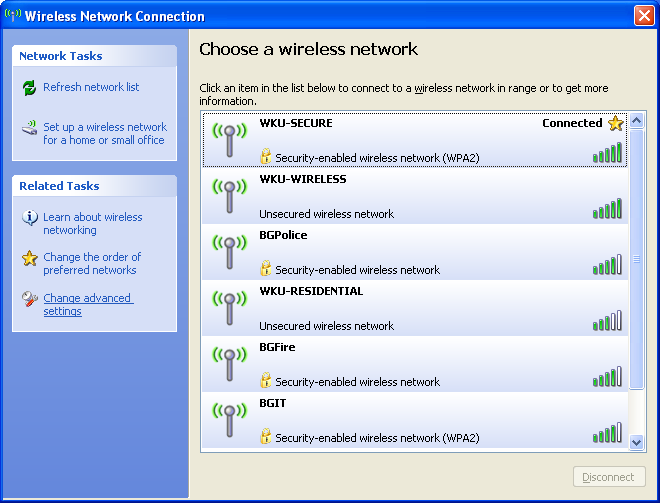 Wireless Network Connection
Network Tasks
Refresh network list
Set up a wireless network
for a home or small office
Related Tasks
Learn about wireless
networking
Change the order of
preferred networks
Change advanced
settings
Choose a wireless network
Click an item in the list below to connect to a wireless network in range or to get more
information.
WKU-SECURE
Connected
Security-enabled wireless network (WPA2)
WKU-WIRELESS
Unsecured wireless network
BGPolice
Security-enabled wireless network
WKU-RESIDENTIAL
Unsecured wireless network
BGFire
Security-enabled wireless network
BGIT
Security-enabled wireless network (WPA2)
Disconnect